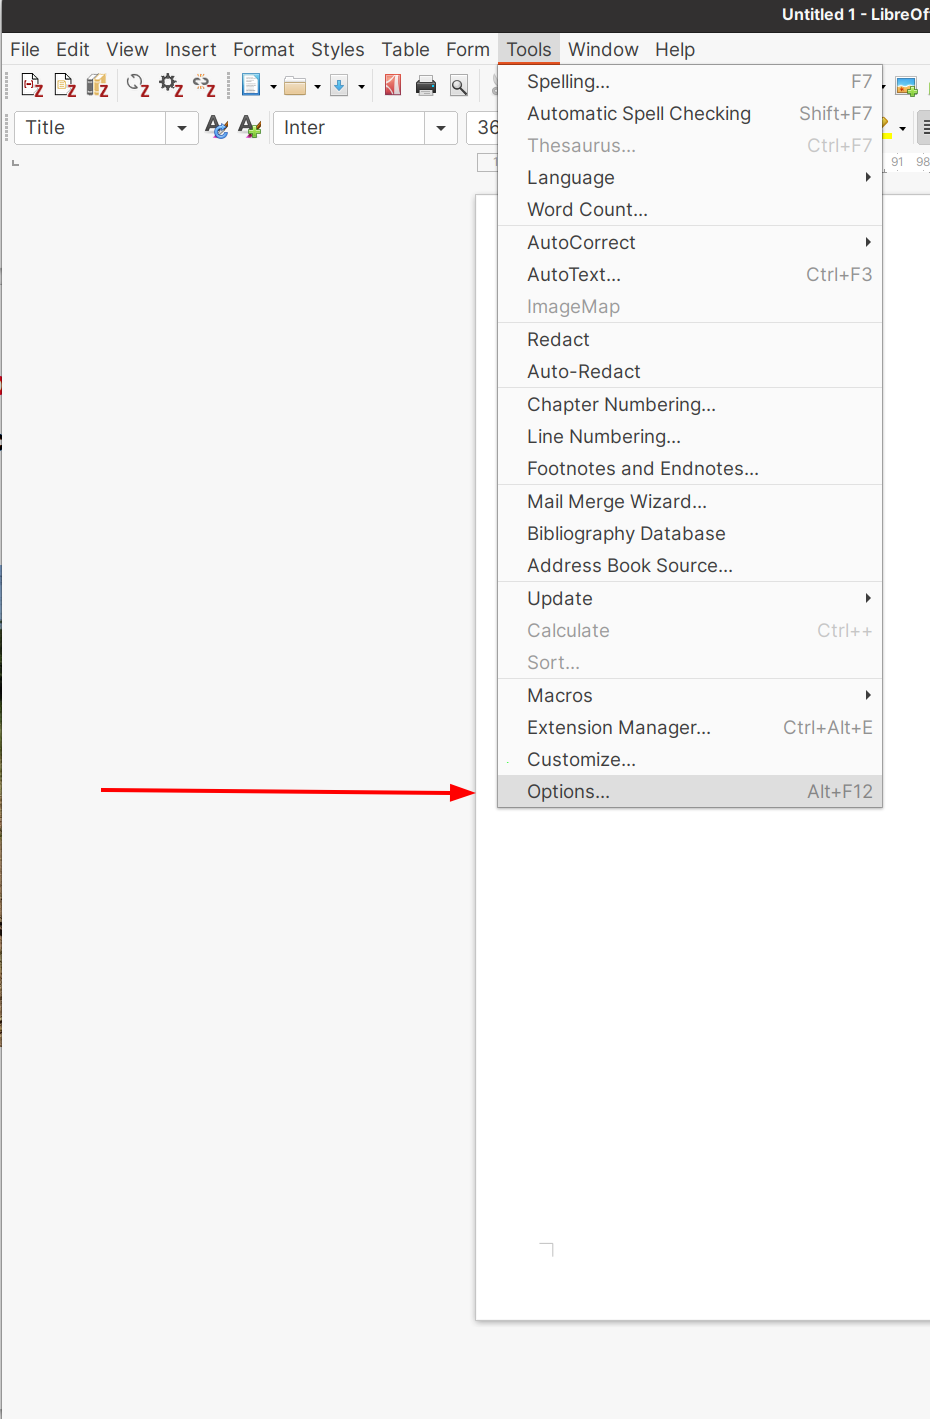 Untitled 1 - LibreOf
File Edit View Insert Format Styles Table Form Tools Window Help
Title Inter 36
91 98
Spelling... F7
Automatic Spell Checking Shift+F7
Thesaurus... Ctrl+F7
Language
Word Count...
AutoCorrect
AutoText... Ctrl+F3
ImageMap
Redact
Auto-Redact
Chapter Numbering...
Line Numbering...
Footnotes and Endnotes...
Mail Merge Wizard...
Bibliography Database
Address Book Source...
Update
Calculate Ctrl++
Sort...
Macros
Extension Manager... Ctrl+Alt+E
Customize...
Options... Alt+F12